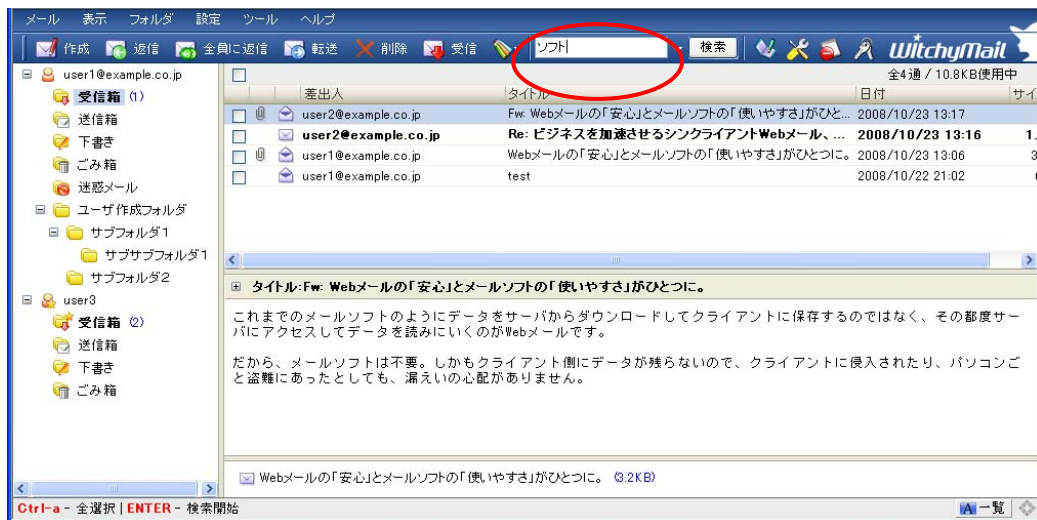 メール 表示 フォルダ 設定 ツール ヘルプ
作成 返信 全員に返信 転送 削除 受信 ソフト 検索 WitchyMail
user1@example.co.jp
受信箱 (1)
送信箱
下書き
ごみ箱
迷惑メール
ユーザ作成フォルダ
サブフォルダ1
サブサブフォルダ1
サブフォルダ2
user3
受信箱 (2)
送信箱
下書き
ごみ箱
全4通 / 10.8KB使用中
差出人 タイトル 日付 サイ
user2@example.co.jp Fw: Webメールの「安心」とメールソフトの「使いやすさ」がひと... 2008/10/23 13:17
user2@example.co.jp Re: ビジネスを加速させるシンクライアントWebメール、... 2008/10/23 13:16 1.
user1@example.co.jp Webメールの「安心」とメールソフトの「使いやすさ」がひとつに。 2008/10/23 13:06 3
user1@example.co.jp test 2008/10/22 21:02
タイトル:Fw: Webメールの「安心」とメールソフトの「使いやすさ」がひとつに。
これまでのメールソフトのようにデータをサーバからダウンロードしてクライアントに保存するのではなく、その都度サー
バにアクセスしてデータを読みにいくのがWebメールです。
だから、メールソフトは不要。しかもクライアント側にデータが残らないので、クライアントに侵入されたり、パソコンご
と盗難にあったとしても、漏えいの心配がありません。
Webメールの「安心」とメールソフトの「使いやすさ」がひとつに。 (3.2KB)
Ctrl-a - 全選択 | ENTER - 検索開始
A 一覧